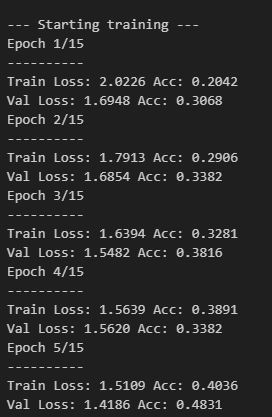 --- Starting training ---
Epoch 1/15
----------
Train Loss: 2.0226 Acc: 0.2042
Val Loss: 1.6948 Acc: 0.3068
Epoch 2/15
----------
Train Loss: 1.7913 Acc: 0.2906
Val Loss: 1.6854 Acc: 0.3382
Epoch 3/15
----------
Train Loss: 1.6394 Acc: 0.3281
Val Loss: 1.5482 Acc: 0.3816
Epoch 4/15
----------
Train Loss: 1.5639 Acc: 0.3891
Val Loss: 1.5620 Acc: 0.3382
Epoch 5/15
----------
Train Loss: 1.5109 Acc: 0.4036
Val Loss: 1.4186 Acc: 0.4831